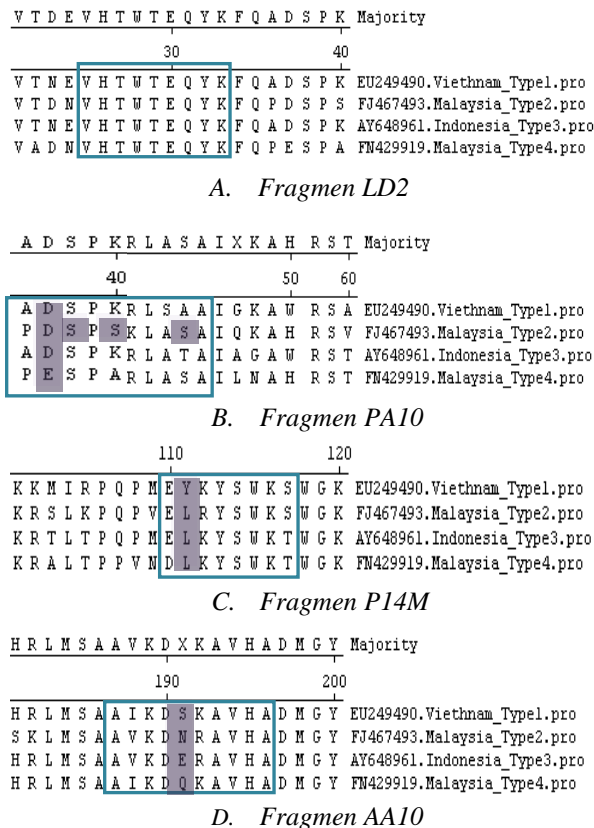 V T D E V H T W T E Q Y K F Q A D S P K Majority
30 40
V T N E V H T W T E Q Y K F Q A D S P K EU249490.Viethnam_Type1.pro
V T D N V H T W T E Q Y K F Q P D S P S FJ467493.Malaysia_Type2.pro
V T N E V H T W T E Q Y K F Q A D S P K AY648961.Indonesia_Type3.pro
V A D N V H T W T E Q Y K F Q P E S P A FN429919.Malaysia_Type4.pro
A. Fragmen LD2
A D S P K R L A S A I X K A H R S T Majority
40 50 60
A D S P K R L S A A I G K A W R S A EU249490.Viethnam_Type1.pro
P D S P S K L A S A I Q K A H R S V FJ467493.Malaysia_Type2.pro
A D S P K R L A T A I A G A W R S T AY648961.Indonesia_Type3.pro
P E S P A R L A S A I L N A H R S T FN429919.Malaysia_Type4.pro
B. Fragmen PA10
110 120
K K M I R P Q P M E Y K Y S W K S W G K EU249490.Viethnam_Type1.pro
K R S L K P Q P V E L R Y S W K S W G K FJ467493.Malaysia_Type2.pro
K R T L T P Q P M E L K Y S W K T W G K AY648961.Indonesia_Type3.pro
K R A L T P P V N D L K Y S W K T W G K FN429919.Malaysia_Type4.pro
C. Fragmen P14M
H R L M S A A V K D X K A V H A D M G Y Majority
190 200
H R L M S A A I K D S K A V H A D M G Y EU249490.Viethnam_Type1.pro
S K L M S A A V K D N R A V H A D M G Y FJ467493.Malaysia_Type2.pro
H R L M S A A V K D E R A V H A D M G Y AY648961.Indonesia_Type3.pro
H R L M S A A I K D Q K A V H A D M G Y FN429919.Malaysia_Type4.pro
D. Fragmen AA10